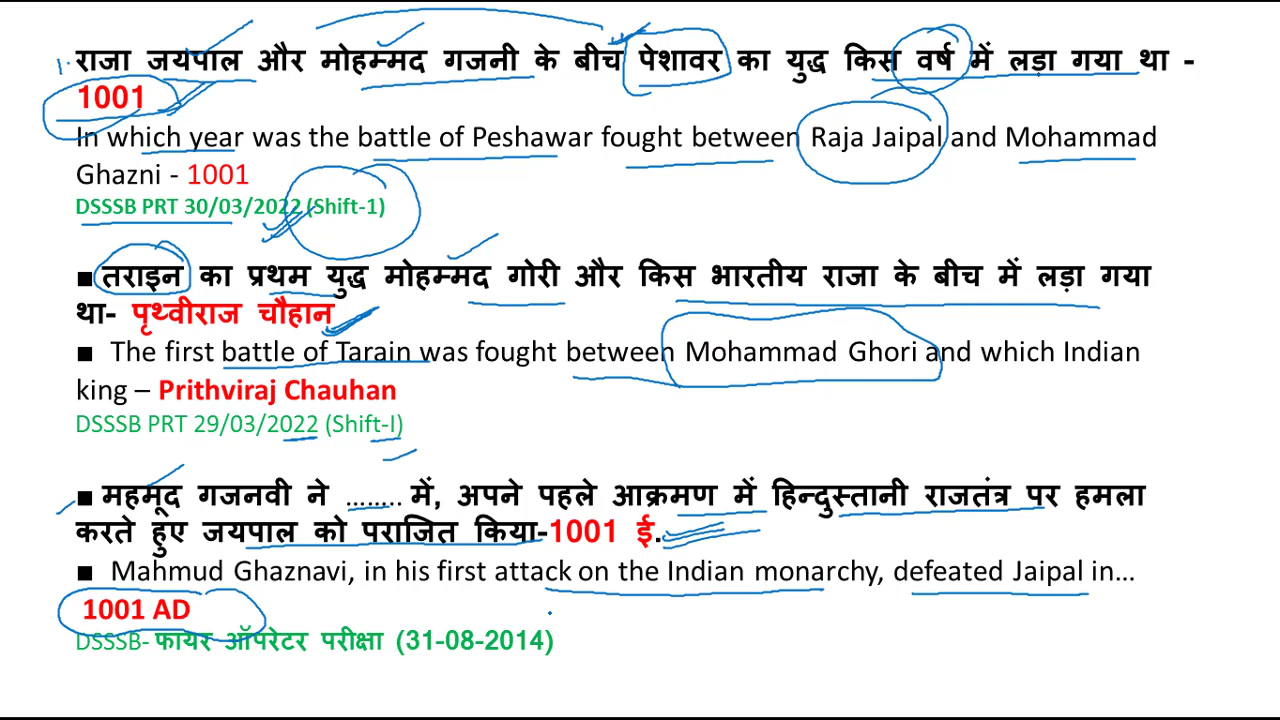 1. राजा जयपाल और मोहम्मद गजनी के बीच पेशावर का युद्ध किस वर्ष में लड़ा गया था -
1001
In which year was the battle of Peshawar fought between Raja Jaipal and Mohammad
Ghazni - 1001
DSSSB PRT 30/03/2022 (Shift-1)
■ तराइन का प्रथम युद्ध मोहम्मद गोरी और किस भारतीय राजा के बीच में लड़ा गया
था- पृथ्वीराज चौहान
■ The first battle of Tarain was fought between Mohammad Ghori and which Indian
king – Prithviraj Chauhan
DSSSB PRT 29/03/2022 (Shift-I)
■ महमूद गजनवी ने ........ में, अपने पहले आक्रमण में हिन्दुस्तानी राजतंत्र पर हमला
करते हुए जयपाल को पराजित किया-1001 ई.
■ Mahmud Ghaznavi, in his first attack on the Indian monarchy, defeated Jaipal in...
1001 AD
DSSSB- फायर ऑपरेटर परीक्षा (31-08-2014)